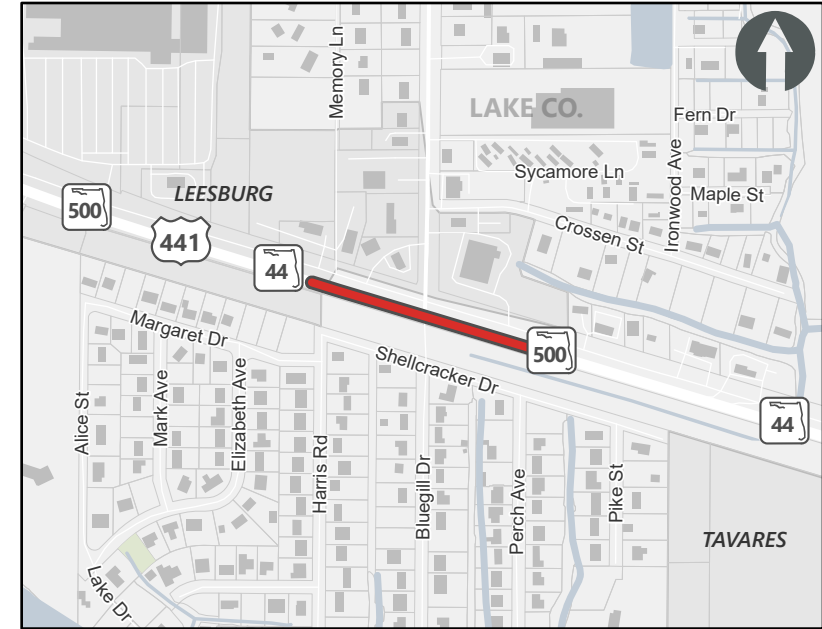 Memory Ln
LAKE CO.
Fern Dr
Sycamore Ln
Ironwood Ave
Maple St
LEESBURG
500
441
Crossen St
44
Margaret Dr
500
Shellcracker Dr
Alice St
Mark Ave
Elizabeth Ave
44
Harris Rd
Bluegill Dr
Perch Ave
Pike St
TAVARES
Lake Dr